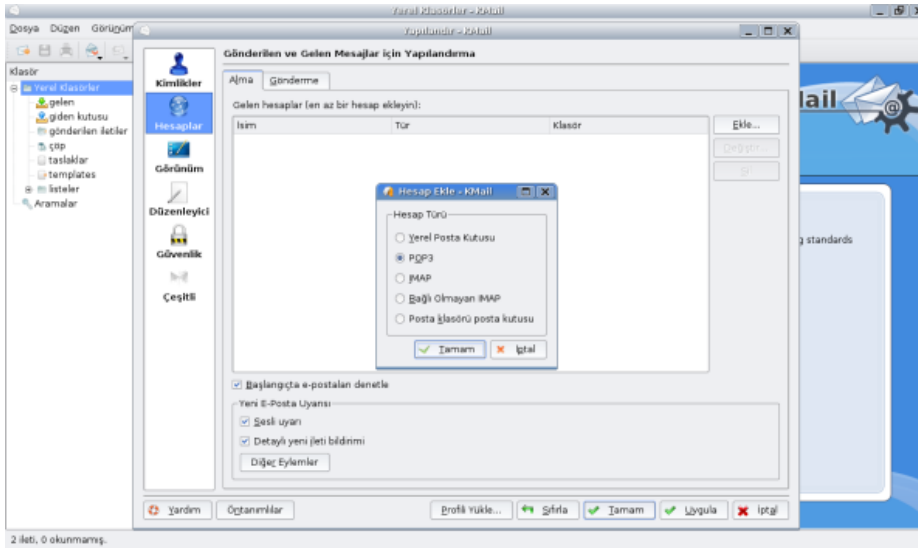 Yerel Klasörler - KMail
Dosya Düzen Görünüm
Yapılandır - KMail
Klasör
Yerel Klasörler
gelen
giden kutusu
gönderilen iletiler
çöp
taslaklar
templates
listeler
Aramalar
Kimlikler
Hesaplar
Görünüm
Düzenleyici
Güvenlik
Çeşitli
Gönderilen ve Gelen Mesajlar için Yapılandırma
Alma Gönderme
Gelen hesaplar (en az bir hesap ekleyin):
İsim Tür Klasör
Ekle...
Değiştir...
Sil
Hesap Ekle - KMail
Hesap Türü
Yerel Posta Kutusu
POP3
IMAP
Bağlı Olmayan IMAP
Posta klasörü posta kutusu
Tamam İptal
Başlangıçta e-postaları denetle
Yeni E-Posta Uyarısı
Sesli uyarı
Detaylı yeni ileti bildirimi
Diğer Eylemler
Yardım Öntanımlılar Profili Yükle... Sıfırla Tamam Uygula İptal
ail
g standards
2 ileti, 0 okunmamış.